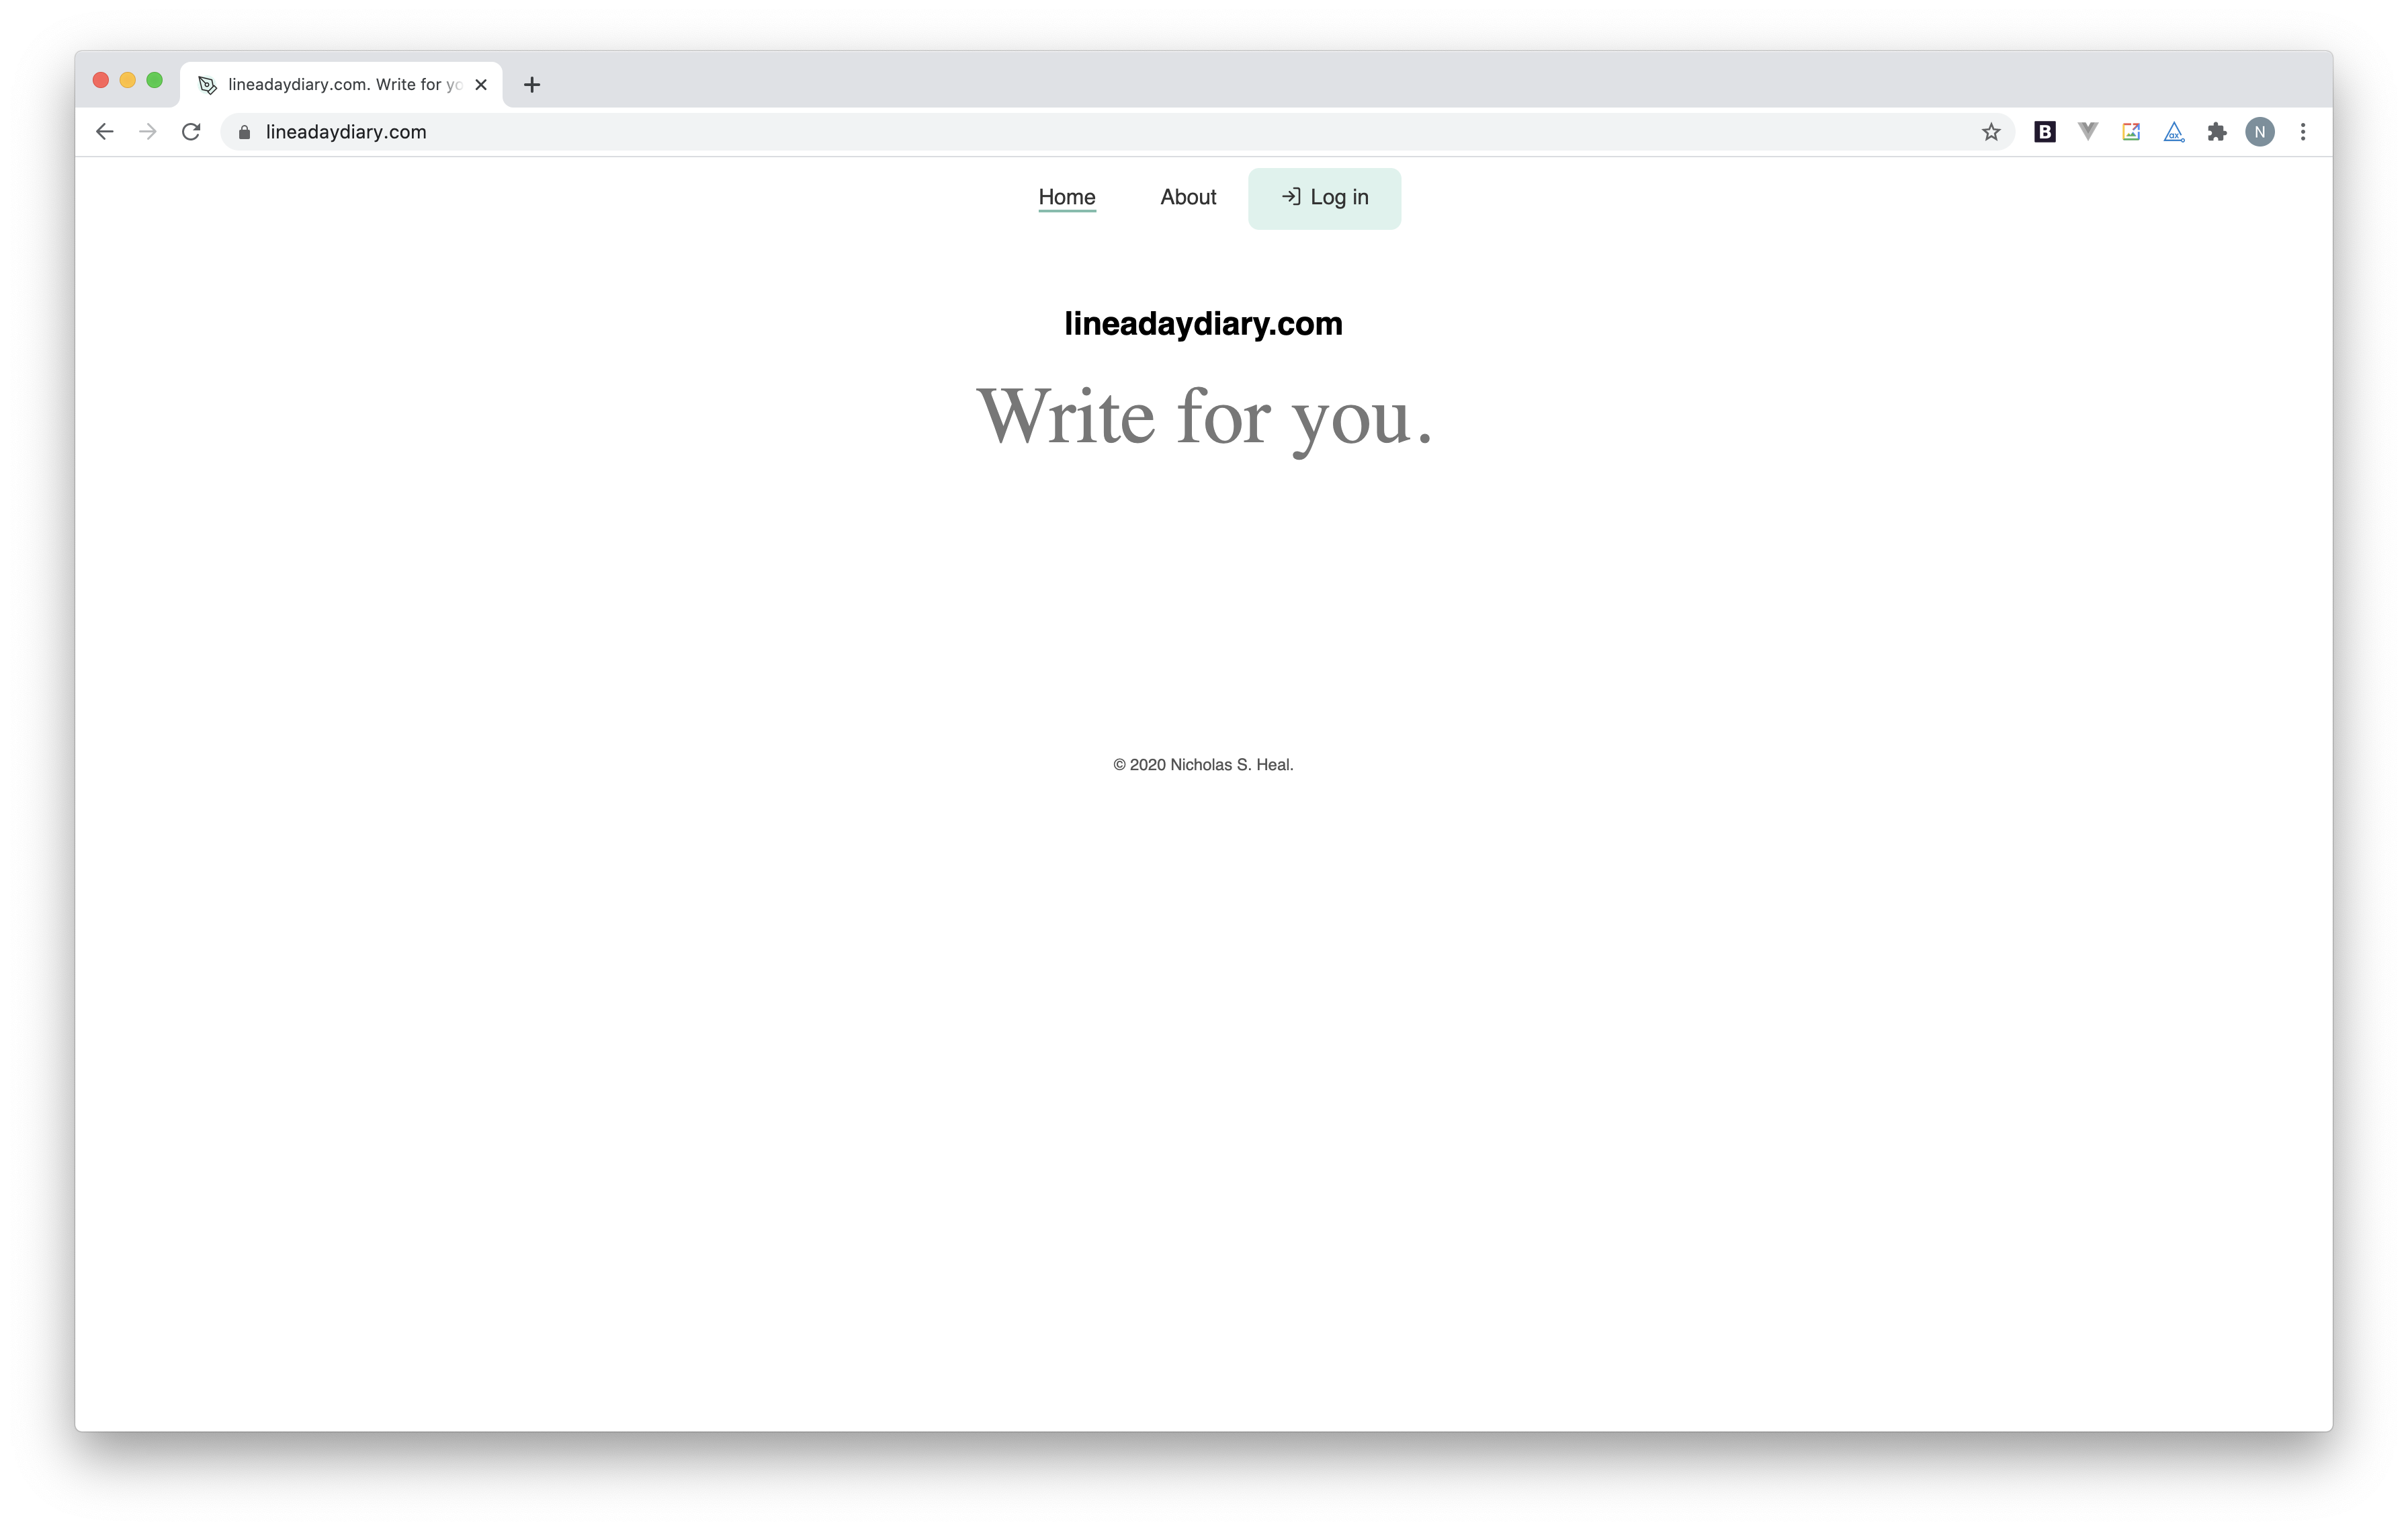 lineadaydiary.com. Write for yo
lineadaydiary.com
B
ax
N
Home About Log in
lineadaydiary.com
Write for you.
© 2020 Nicholas S. Heal.